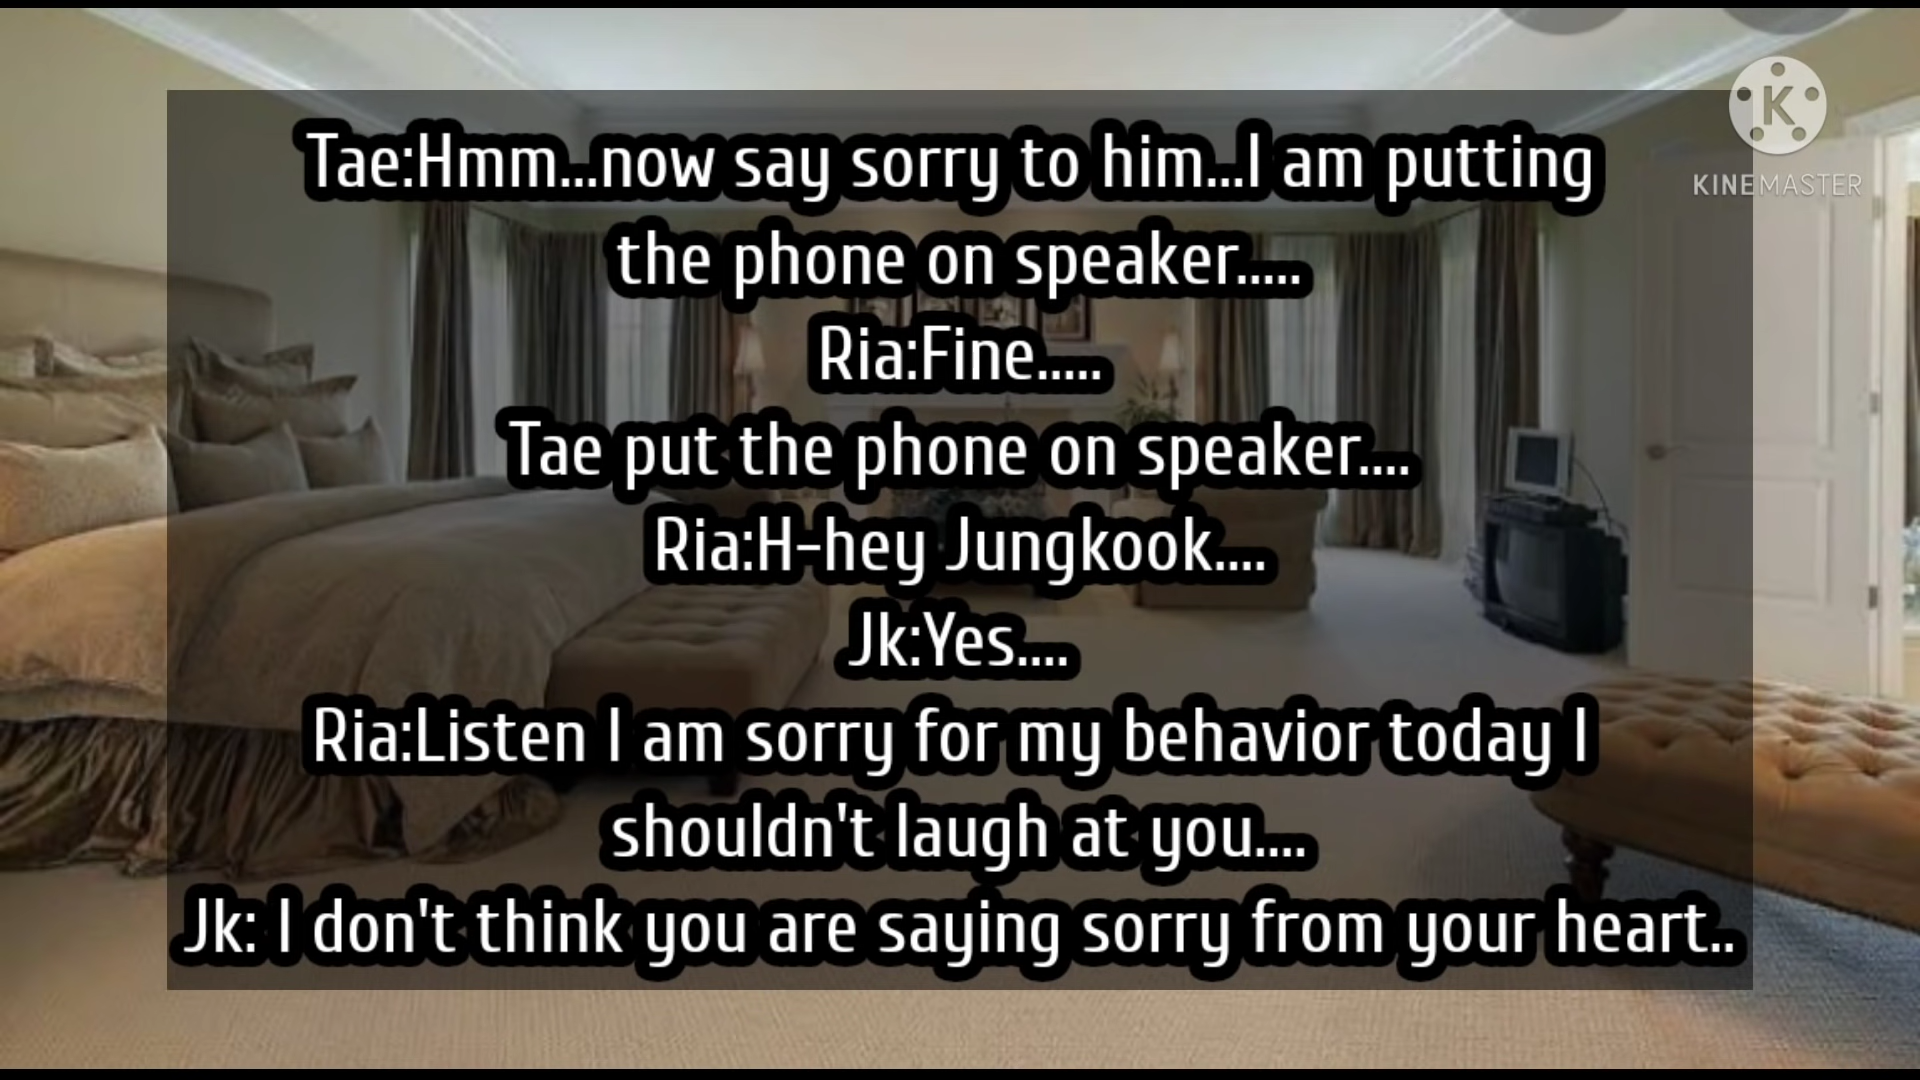 Tae:Hmm...now say sorry to him...I am putting
the phone on speaker.....
Ria:Fine.....
Tae put the phone on speaker....
Ria:H-hey Jungkook....
Jk:Yes....
Ria:Listen I am sorry for my behavior today I
shouldn't laugh at you....
Jk: I don't think you are saying sorry from your heart..
K
KINEMASTER